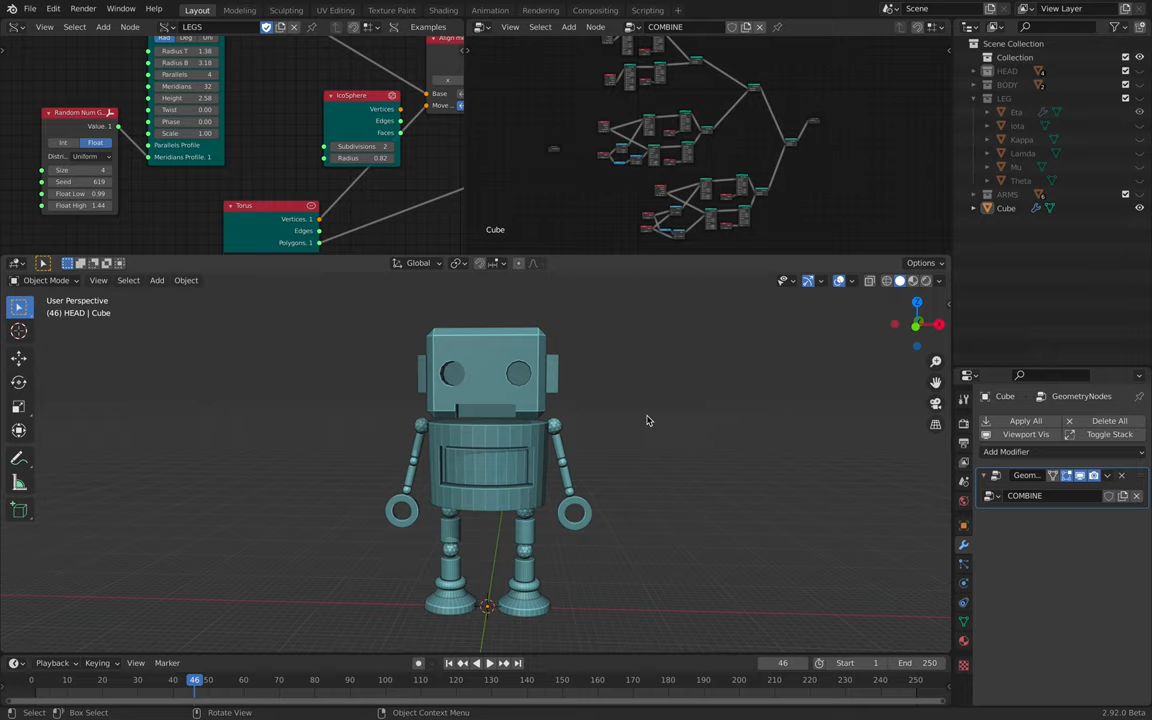 File Edit Render Window Help Layout Modeling Sculpting UV Editing Texture Paint Shading Animation Rendering Compositing Scripting + Scene View Layer
View Select Add Node LEGS Examples
View Select Add Node COMBINE
Rad Deg
Radius T 1.38
Radius B 3.18
Parallels 4
Meridians 32
Height 2.58
Twist 0.00
Phase 0.00
Scale 1.00
Parallels Profile
Meridians Profile. 1
Random Num G...
Value. 1
Int Float
Distri... Uniform
Size 4
Seed 619
Float Low 0.99
Float High 1.44
IcoSphere
Vertices
Edges
Faces
Subdivisions 2
Radius 0.82
Torus
Vertices. 1
Edges
Polygons. 1
x
Base
Move ...
Cube
Scene Collection
Collection
HEAD 4
BODY 2
LEG
Eta
Iota
Kappa
Lamda
Mu
Theta
ARMS 6
Cube
Global Options
Object Mode View Select Add Object
User Perspective
(46) HEAD | Cube
X
Z
Cube GeometryNodes
Apply All Delete All
Viewport Vis Toggle Stack
Add Modifier
Geom...
COMBINE
Playback Keying View Marker 46 Start 1 End 250
0 10 20 30 40 46 50 60 70 80 90 100 110 120 130 140 150 160 170 180 190 200 210 220 230 240 250
Select Box Select Rotate View Object Context Menu 2.92.0 Beta